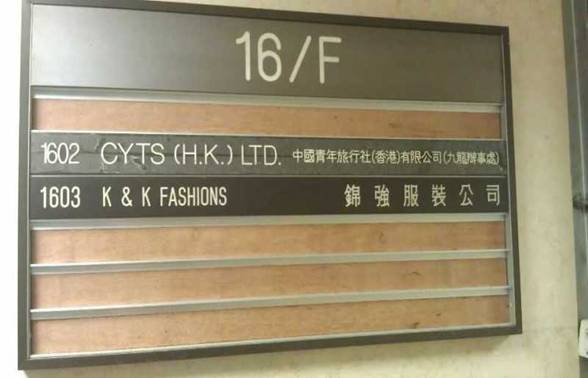 16/F
1602 CYTS (H.K.) LTD. 中國青年旅行社(香港)有限公司(九龍辦事處)
1603 K & K FASHIONS 錦強服裝公司